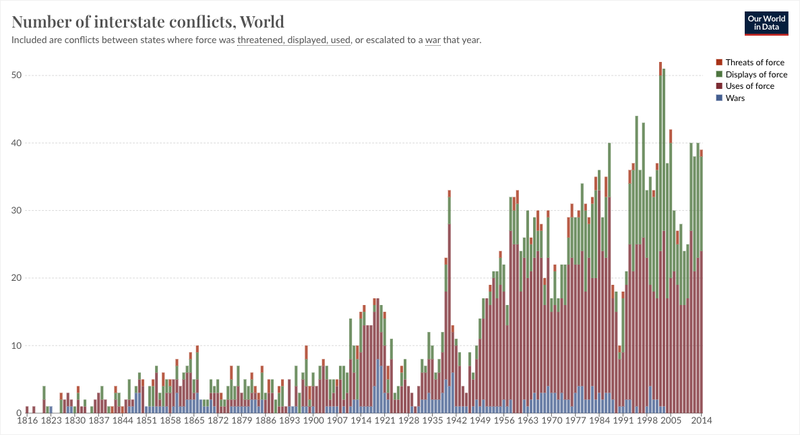 Number of interstate conflicts, World
Included are conflicts between states where force was threatened, displayed, used, or escalated to a war that year.
Our World
in Data
Threats of force
Displays of force
Uses of force
Wars
50
40
30
20
10
0
1816 1823 1830 1837 1844 1851 1858 1865 1872 1879 1886 1893 1900 1907 1914 1921 1928 1935 1942 1949 1956 1963 1970 1977 1984 1991 1998 2005 2014